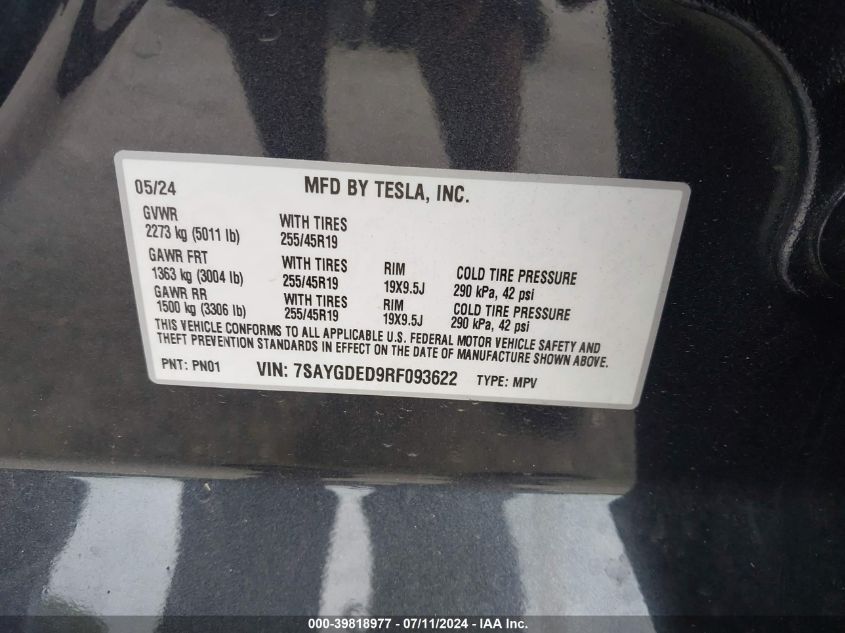 05/24 MFD BY TESLA, INC.
GVWR
2273 kg (5011 lb) WITH TIRES
255/45R19
GAWR FRT WITH TIRES RIM COLD TIRE PRESSURE
1363 kg (3004 lb) 255/45R19 19X9.5J 290 kPa, 42 psi
GAWR RR WITH TIRES RIM COLD TIRE PRESSURE
1500 kg (3306 lb) 255/45R19 19X9.5J 290 kPa, 42 psi
THIS VEHICLE CONFORMS TO ALL APPLICABLE U.S. FEDERAL MOTOR VEHICLE SAFETY AND
THEFT PREVENTION STANDARDS IN EFFECT ON THE DATE OF MANUFACTURE SHOWN ABOVE.
PNT: PN01 VIN: 7SAYGDED9RF093622 TYPE: MPV
000-39818977 - 07/11/2024 - IAAI, Inc.